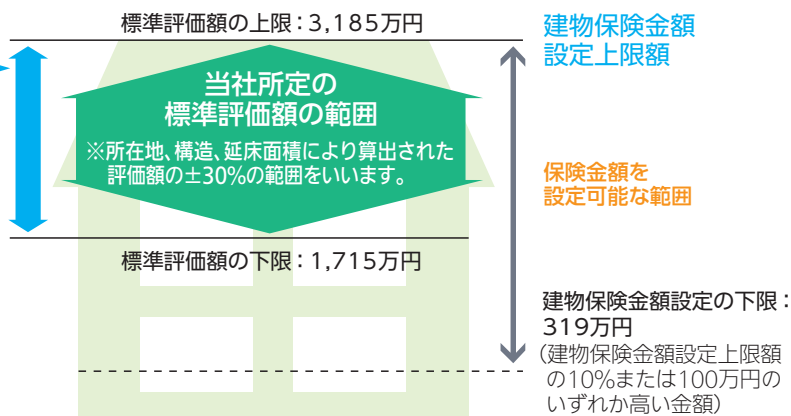 標準評価額の上限：3,185万円
建物保険金額
設定上限額
当社所定の
標準評価額の範囲
※所在地、構造、延床面積により算出された
評価額の±30%の範囲をいいます。
保険金額を
設定可能な範囲
標準評価額の下限：1,715万円
建物保険金額設定の下限：
319万円
（建物保険金額設定上限額
の10%または100万円の
いずれか高い金額）